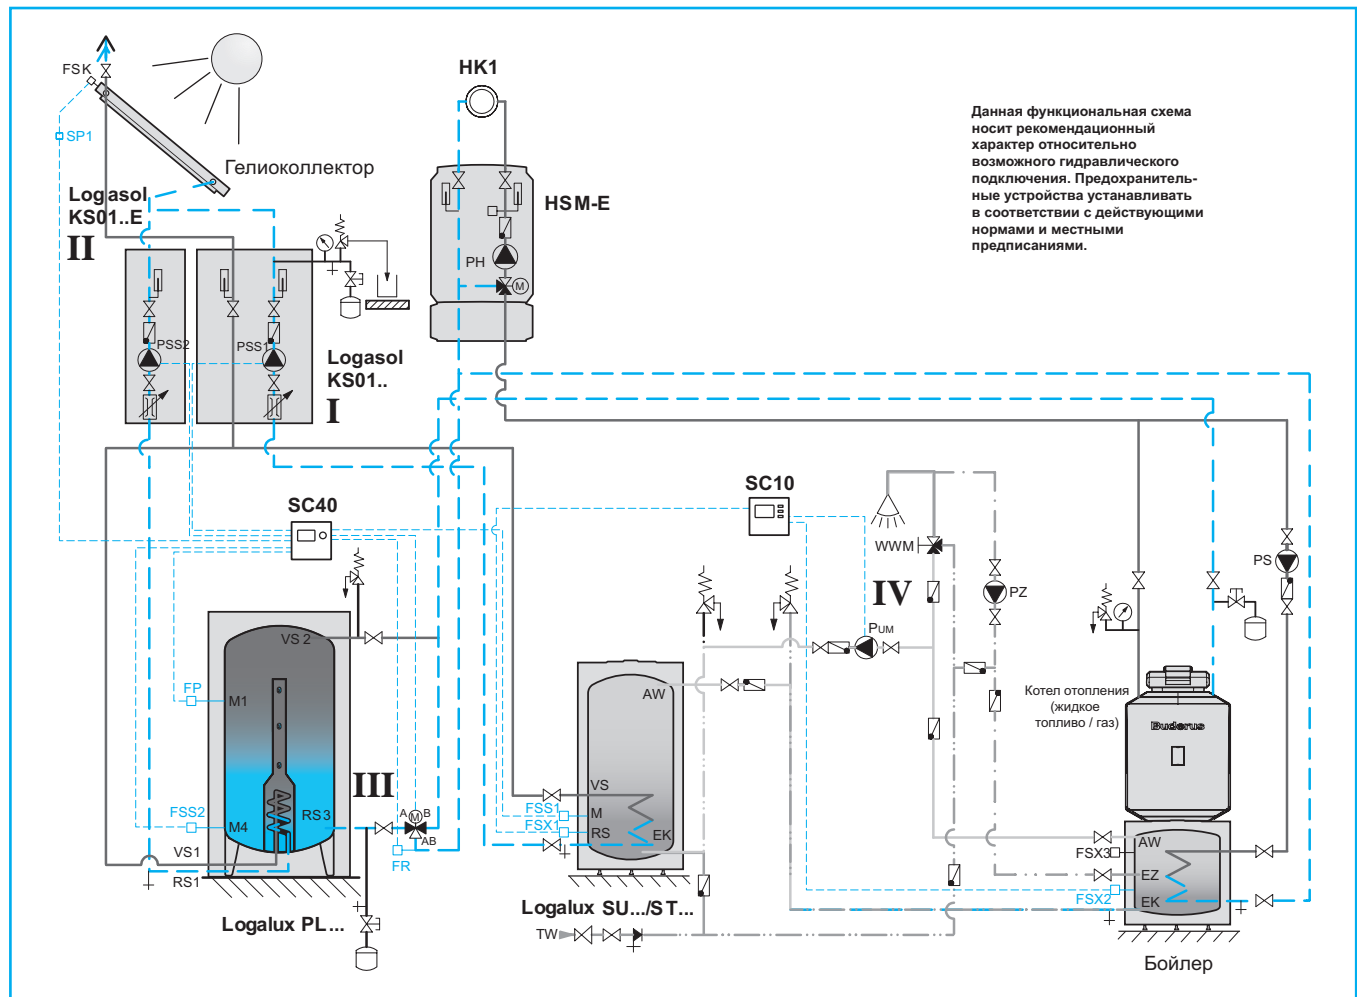 FSK
SP1
Гелиоколлектор
Logasol
KS01..E
II
HK1
HSM-E
PH
M
Данная функциональная схема
носит рекомендационный
характер относительно
возможного гидравлического
подключения. Предохранитель-
ные устройства устанавливать
в соответствии с действующими
нормами и местными
предписаниями.
PSS2
PSS1
Logasol
KS01..
I
SC40
SC10
WWM
IV
PZ
PS
PUM
VS 2
FP
M1
III
FSS2
M4
RS3
A
M
B
AB
FR
VS1
RS1
Logalux PL...
AW
VS
FSS1
M
FSX1
RS
EK
Logalux SU.../ST...
TW
Котел отопления
(жидкое
топливо / газ)
Buderus
AW
FSX3
EZ
FSX2
EK
Бойлер